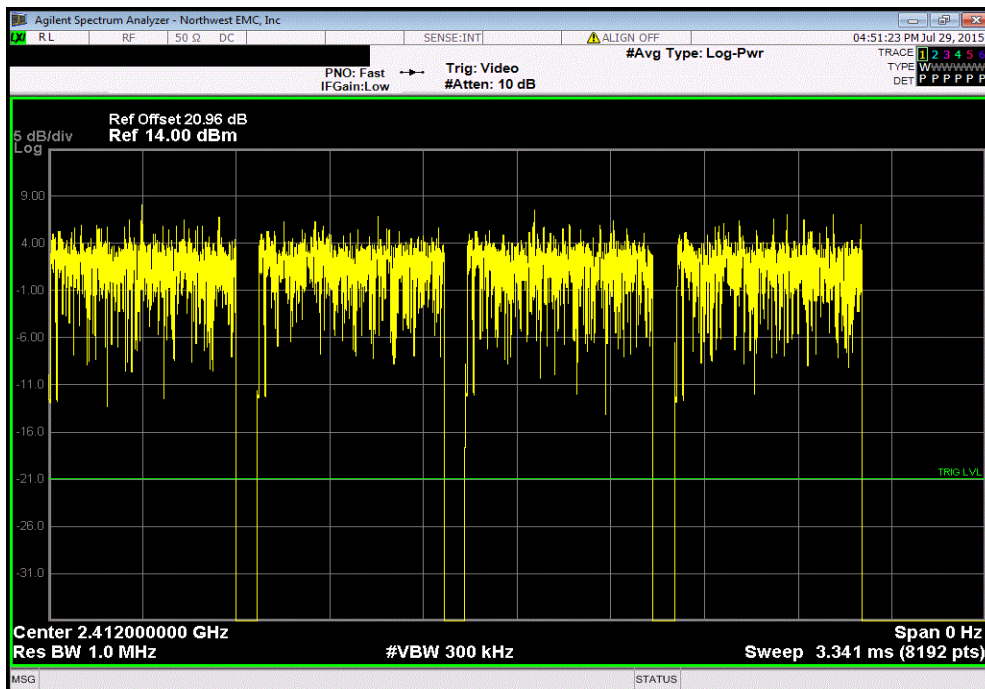 Agilent Spectrum Analyzer - Northwest EMC, Inc
LXI RL RF 50 Ω DC SENSE:INT ALIGN OFF 04:51:23 PM Jul 29, 2015
#Avg Type: Log-Pwr
TRACE 1 2 3 4 5 6
PNO: Fast Trig: Video
TYPE WWWWWW
IFGain:Low #Atten: 10 dB
DET P P P P P P
Ref Offset 20.96 dB
5 dB/div Ref 14.00 dBm
Log
9.00
4.00
-1.00
-6.00
-11.0
-16.0
TRIG LVL
-21.0
-26.0
-31.0
Center 2.412000000 GHz Span 0 Hz
Res BW 1.0 MHz #VBW 300 kHz Sweep 3.341 ms (8192 pts)
MSG STATUS